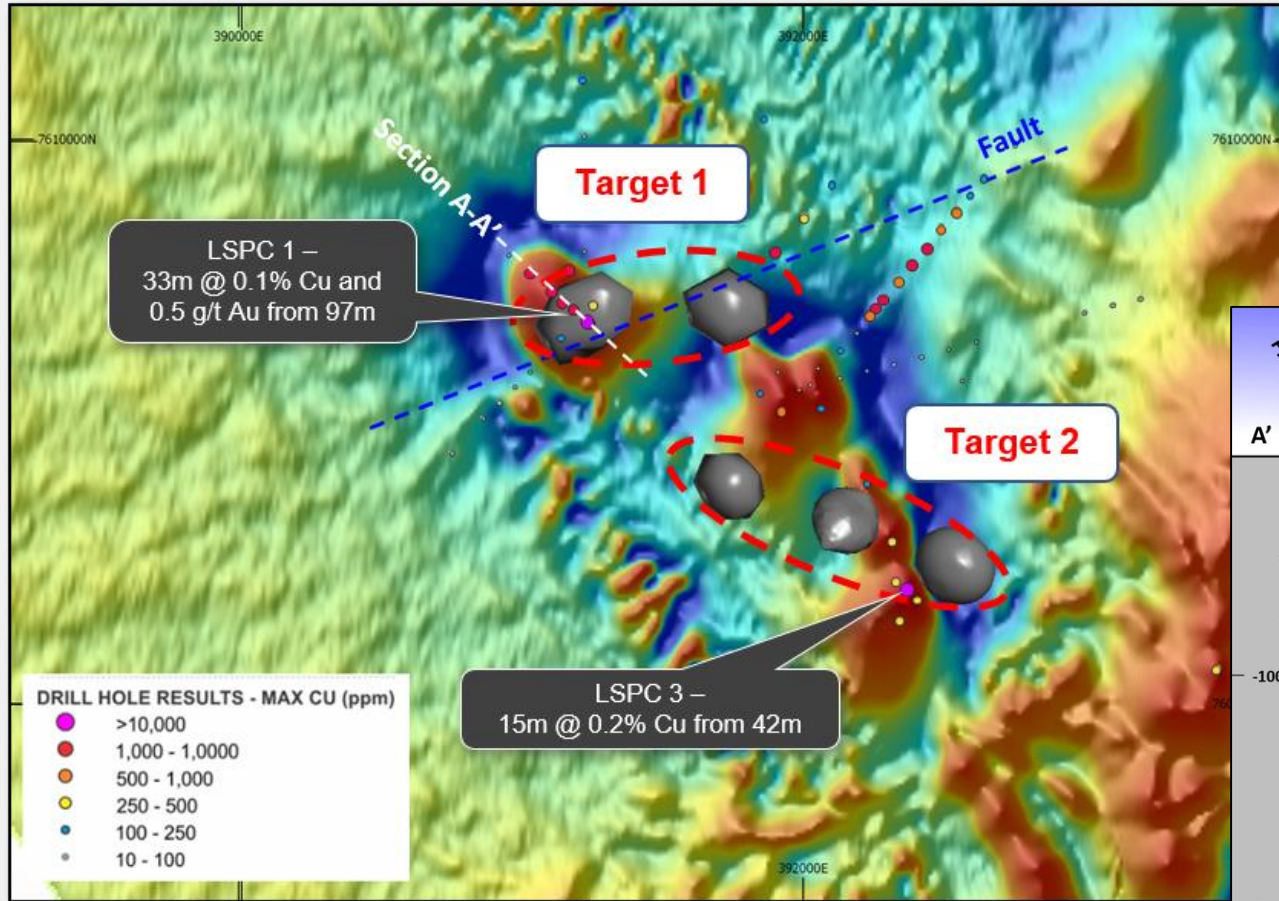 390000E
392000E
7610000N
7610000N
Section A-A'
Fault
Target 1
LSPC 1 –
33m @ 0.1% Cu and
0.5 g/t Au from 97m
Target 2
A'
-100
LSPC 3 –
15m @ 0.2% Cu from 42m
DRILL HOLE RESULTS - MAX CU (ppm)
>10,000
1,000 - 1,0000
500 - 1,000
250 - 500
100 - 250
10 - 100
392000E